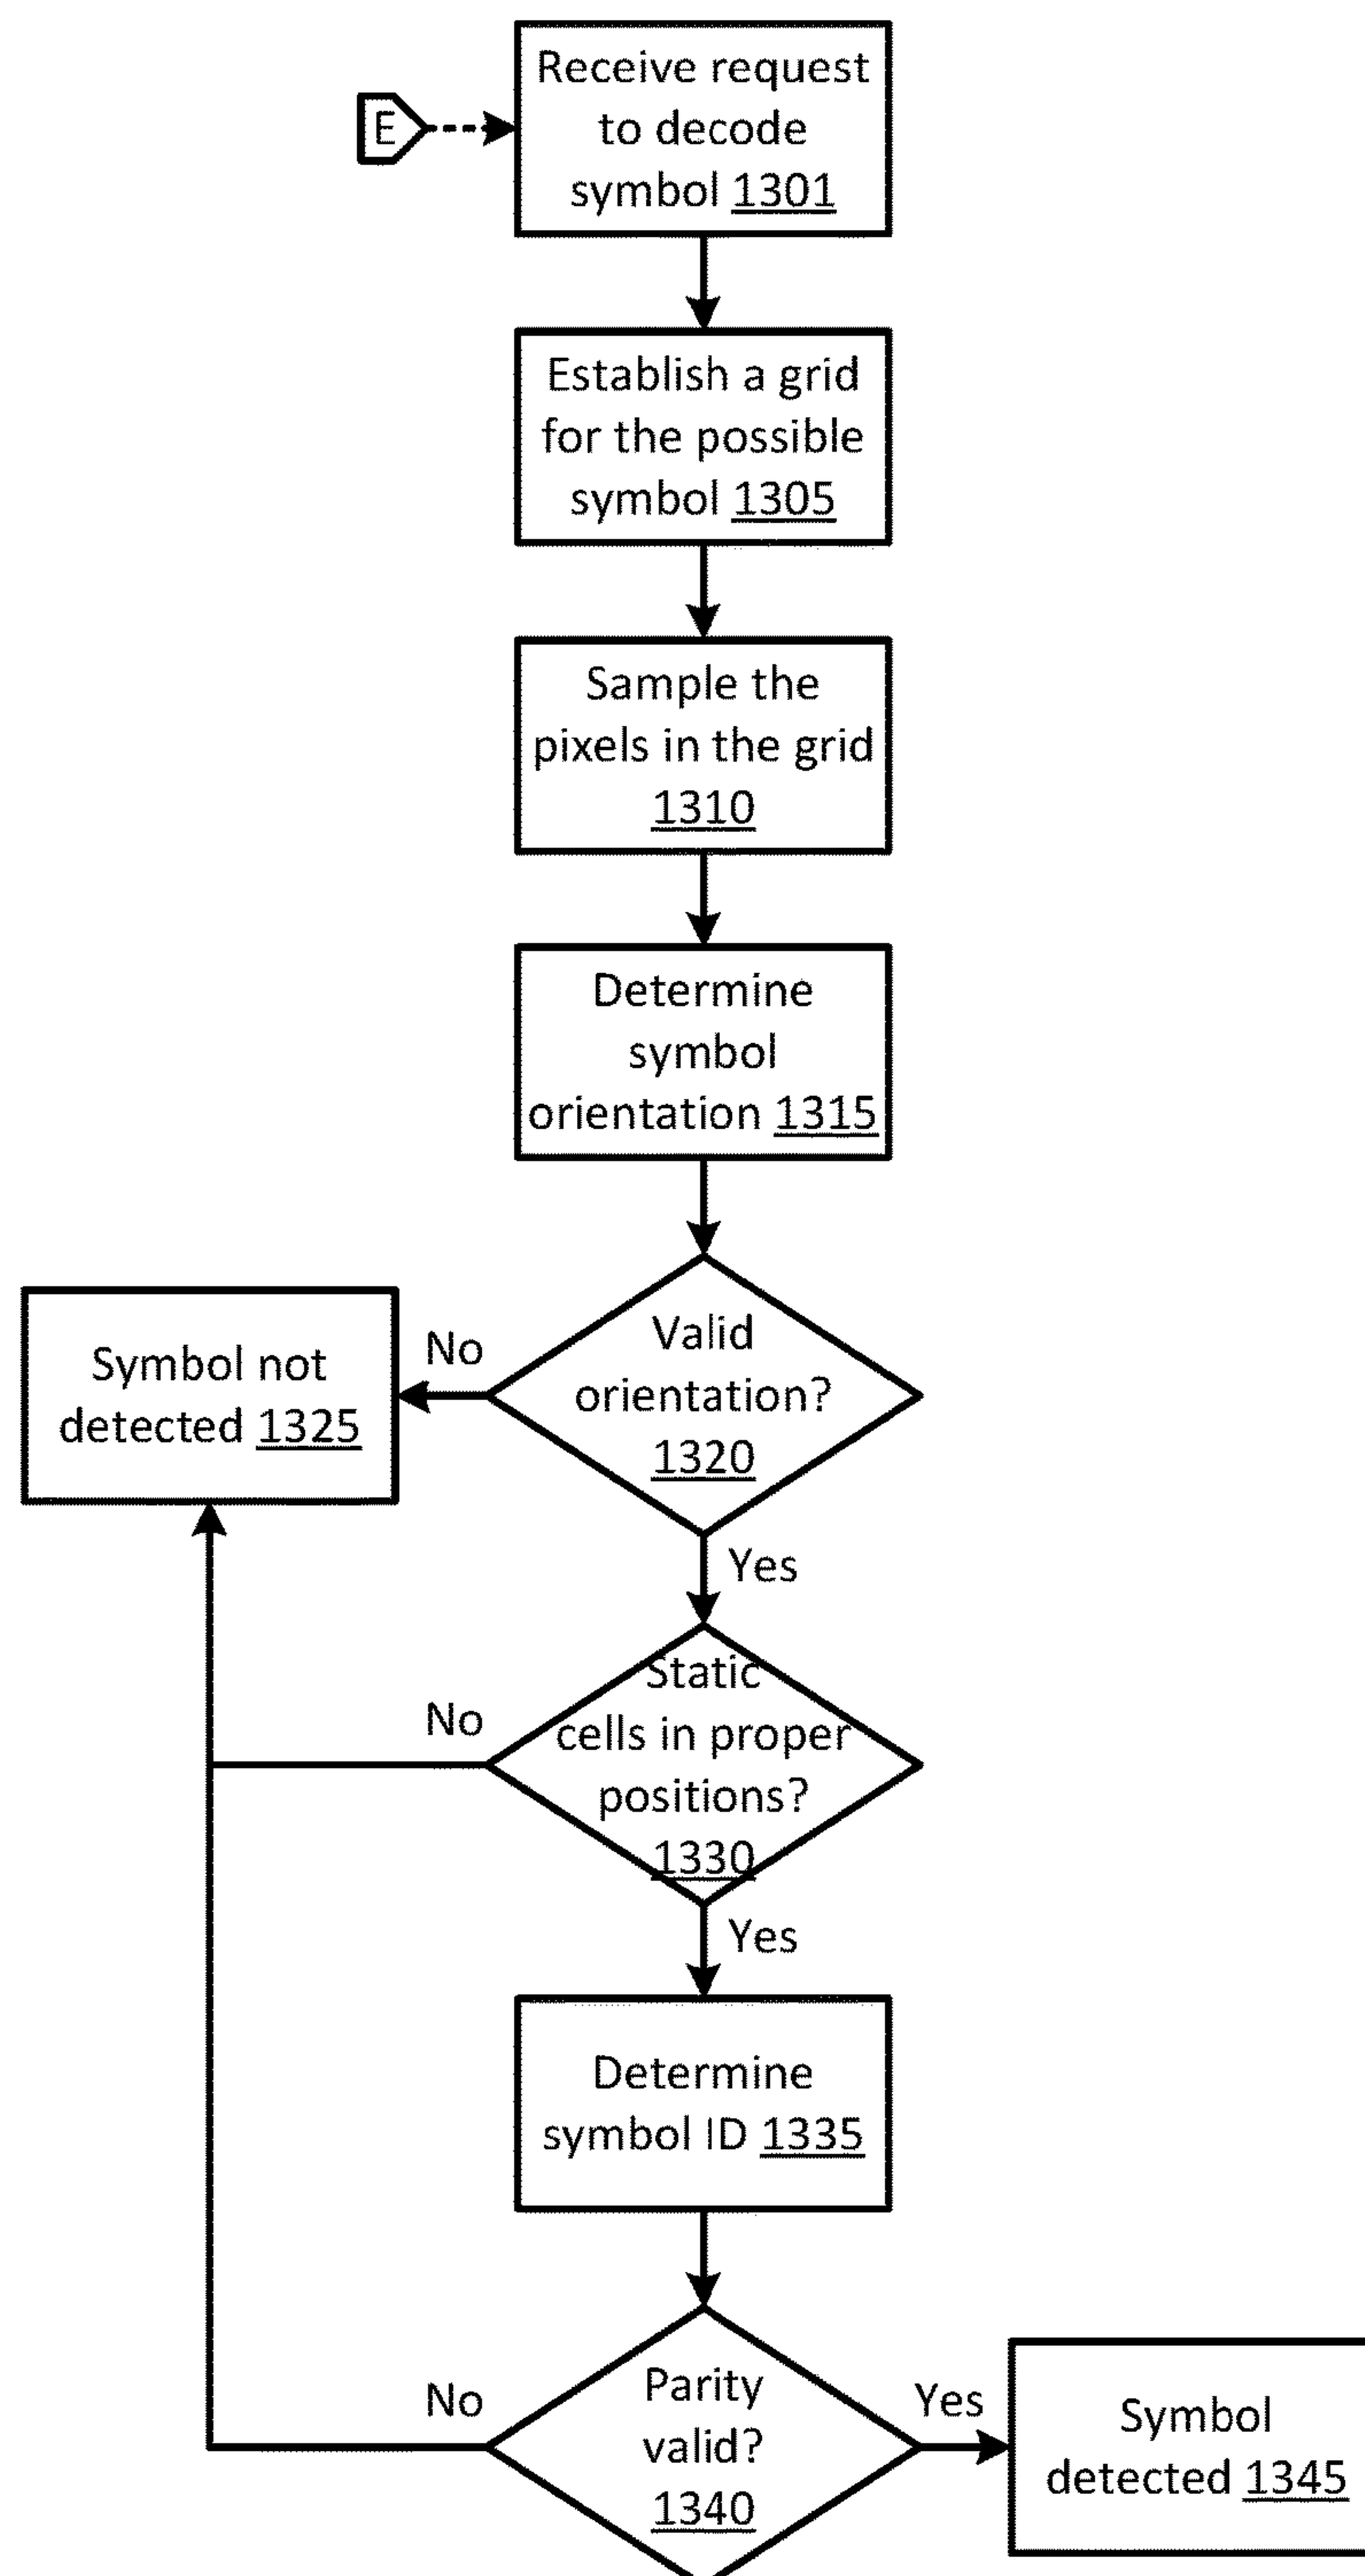 Receive request
E
to decode
symbol 1301
Establish a grid
for the possible
symbol 1305
Sample the
pixels in the grid
1310
Determine
symbol
orientation 1315
Valid
orientation?
1320
No
Symbol not
detected 1325
Yes
Static
cells in proper
positions?
1330
No
Yes
Determine
symbol ID 1335
Parity
valid?
1340
No
Yes
Symbol
detected 1345